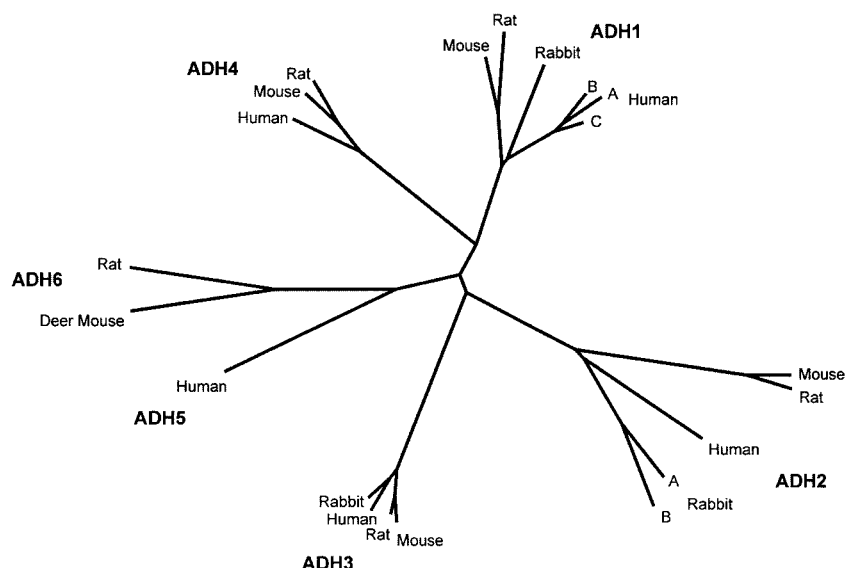 Rat
ADH1
Mouse
Rabbit
ADH4
Rat
B
Mouse
A Human
Human
C
Rat
ADH6
Deer Mouse
Mouse
Human
Rat
ADH5
Human
A
ADH2
Rabbit
Rabbit
B
Human
Rat
Mouse
ADH3